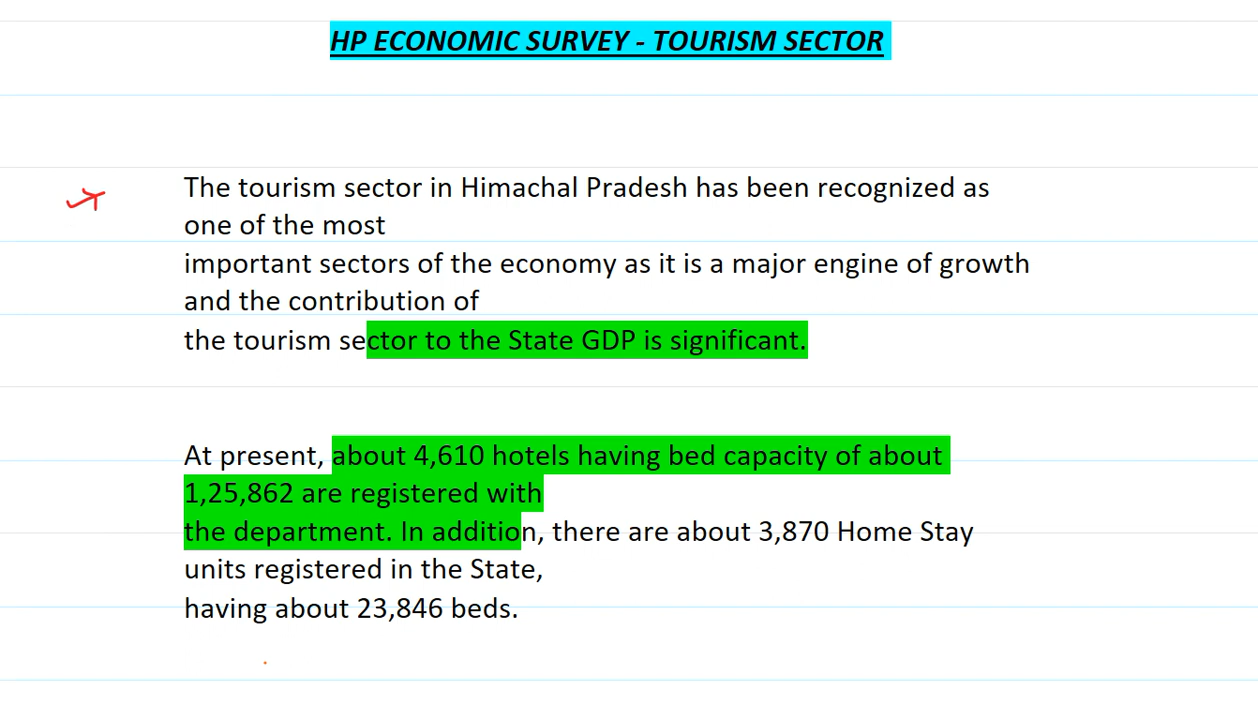 HP ECONOMIC SURVEY - TOURISM SECTOR
The tourism sector in Himachal Pradesh has been recognized as
one of the most
important sectors of the economy as it is a major engine of growth
and the contribution of
the tourism sector to the State GDP is significant.
At present, about 4,610 hotels having bed capacity of about
1,25,862 are registered with
the department. In addition, there are about 3,870 Home Stay
units registered in the State,
having about 23,846 beds.